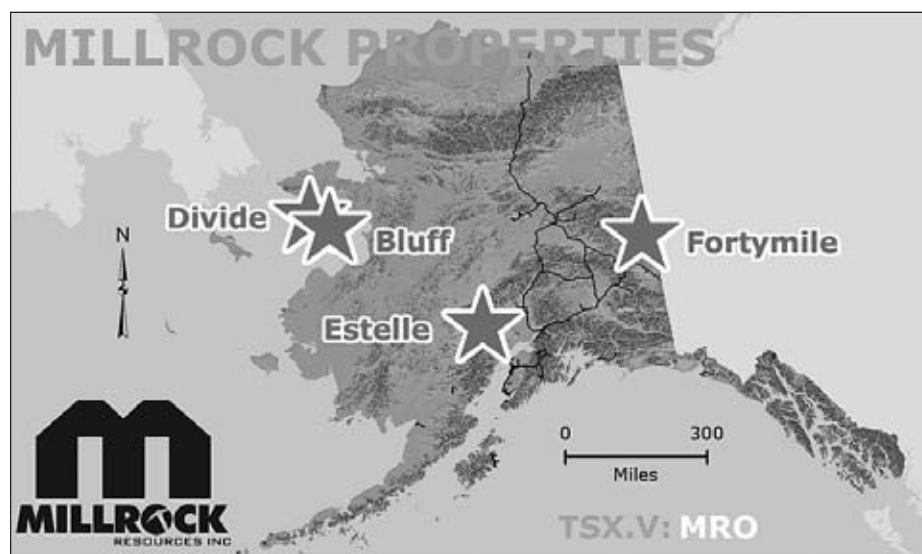 MILLROCK PROPERTIES
Divide
Bluff
Fortymile
N
Estelle
0 300
Miles
M
MILLROCK
RESOURCES INC
TSX.V: MRO